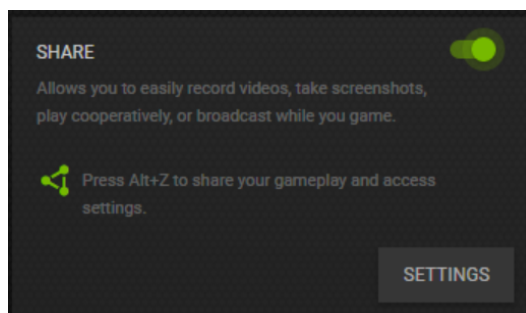 SHARE
Allows you to easily record videos, take screenshots,
play cooperatively, or broadcast while you game.
Press Alt+Z to share your gameplay and access
settings.
SETTINGS